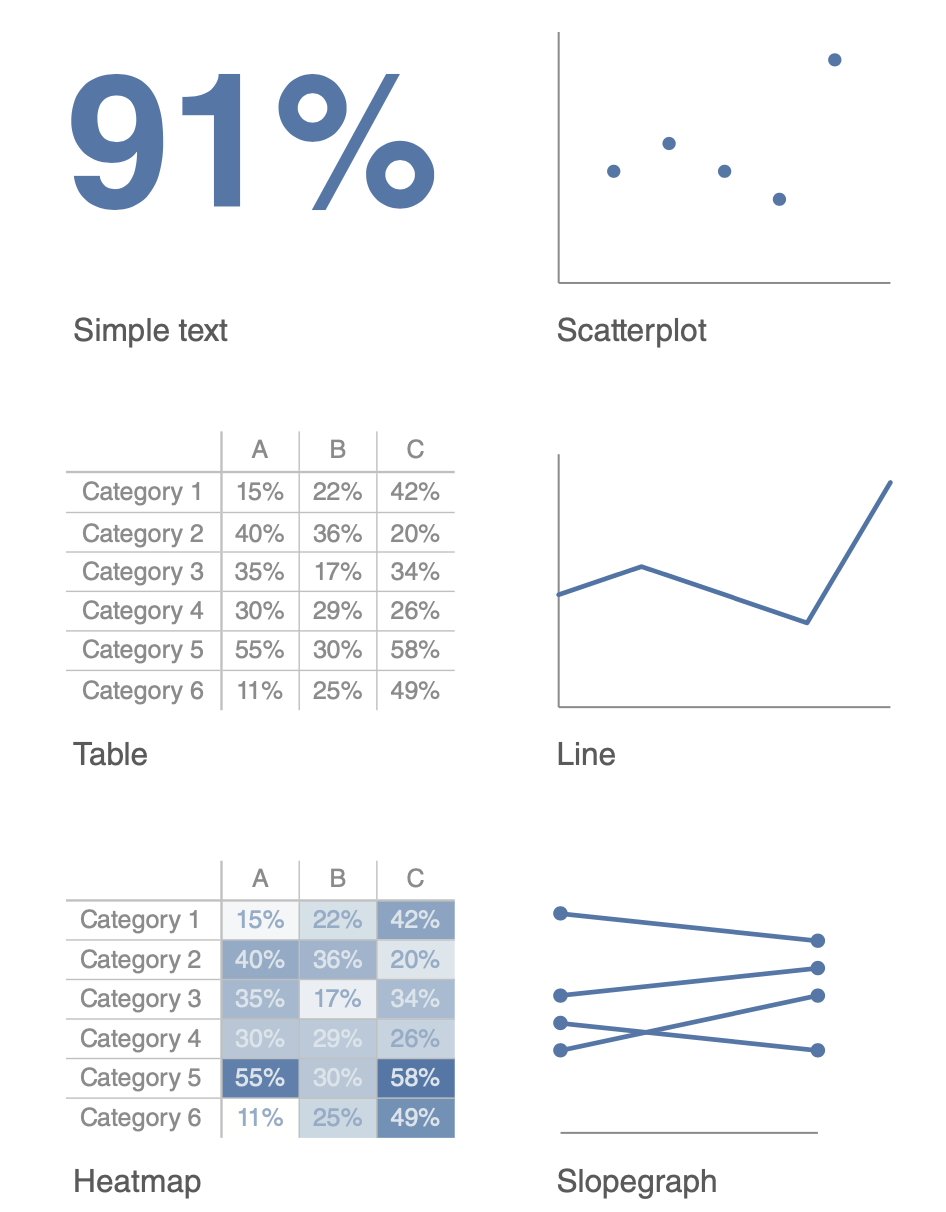 91%
Simple text
Scatterplot
A B C
Category 1 15% 22% 42%
Category 2 40% 36% 20%
Category 3 35% 17% 34%
Category 4 30% 29% 26%
Category 5 55% 30% 58%
Category 6 11% 25% 49%
Table
Line
A B C
Category 1 15% 22% 42%
Category 2 40% 36% 20%
Category 3 35% 17% 34%
Category 4 30% 29% 26%
Category 5 55% 30% 58%
Category 6 11% 25% 49%
Heatmap
Slopegraph